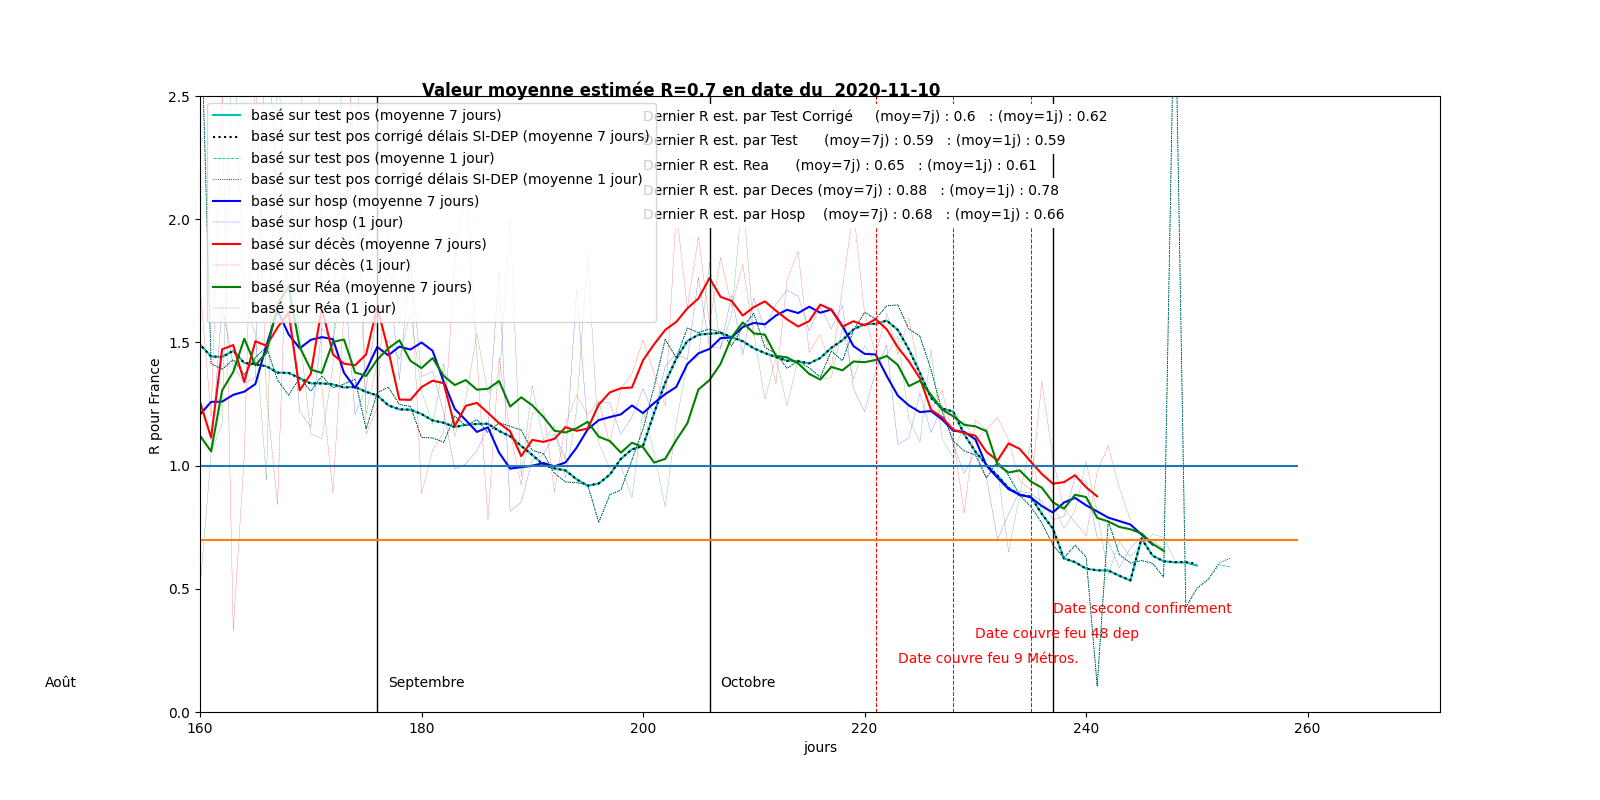 Valeur moyenne estimée R=0.7 en date du  2020-11-10
basé sur test pos (moyenne 7 jours)
basé sur test pos corrigé délais SI-DEP (moyenne 7 jours)
basé sur test pos (moyenne 1 jour)
basé sur test pos corrigé délais SI-DEP (moyenne 1 jour)
basé sur hosp (moyenne 7 jours)
basé sur hosp (1 jour)
basé sur décès (moyenne 7 jours)
basé sur décès (1 jour)
basé sur Réa (moyenne 7 jours)
basé sur Réa (1 jour)
Dernier R est. par Test Corrigé (moy=7j) : 0.6 : (moy=1j) : 0.62
Dernier R est. par Test (moy=7j) : 0.59 : (moy=1j) : 0.59
Dernier R est. Rea (moy=7j) : 0.65 : (moy=1j) : 0.61
Dernier R est. par Deces (moy=7j) : 0.88 : (moy=1j) : 0.78
Dernier R est. par Hosp (moy=7j) : 0.68 : (moy=1j) : 0.66
2.5
2.0
1.5
1.0
0.5
0.0
R pour France
Date second confinement
Date couvre feu 48 dep
Date couvre feu 9 Métros.
Août
Septembre
Octobre
160
180
200
220
240
260
jours